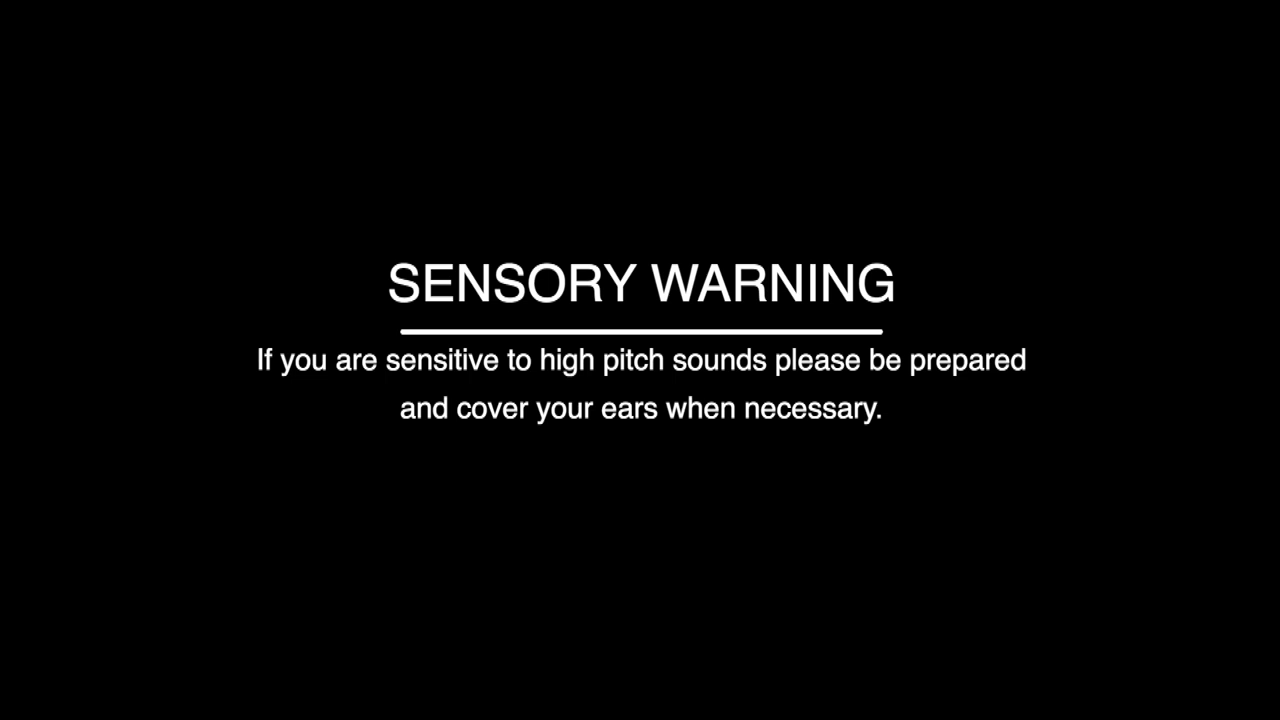 SENSORY WARNING
If you are sensitive to high pitch sounds please be prepared
and cover your ears when necessary.